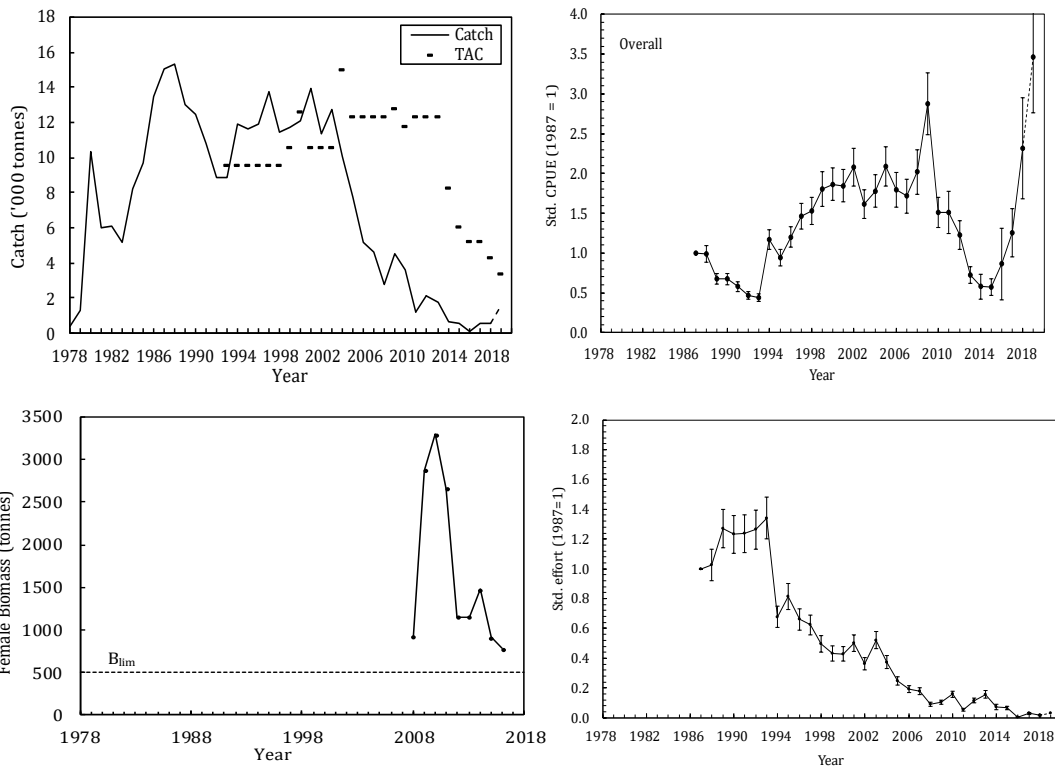 18
16
14
12
10
8
6
4
2
0
Catch ('000 tonnes)
Catch
TAC
1978 1982 1986 1990 1994 1998 2002 2006 2010 2014 2018
Year
4.0
3.5
3.0
2.5
2.0
1.5
1.0
0.5
0.0
Std. CPUE (1987 = 1)
Overall
1978 1982 1986 1990 1994 1998 2002 2006 2010 2014 2018
Year
3500
3000
2500
2000
1500
1000
500
0
Female Biomass (tonnes)
Blim
1978 1988 1998 2008 2018
Year
2.0
1.8
1.6
1.4
1.2
1.0
0.8
0.6
0.4
0.2
0.0
Std. effort (1987=1)
1978 1982 1986 1990 1994 1998 2002 2006 2010 2014 2018
Year